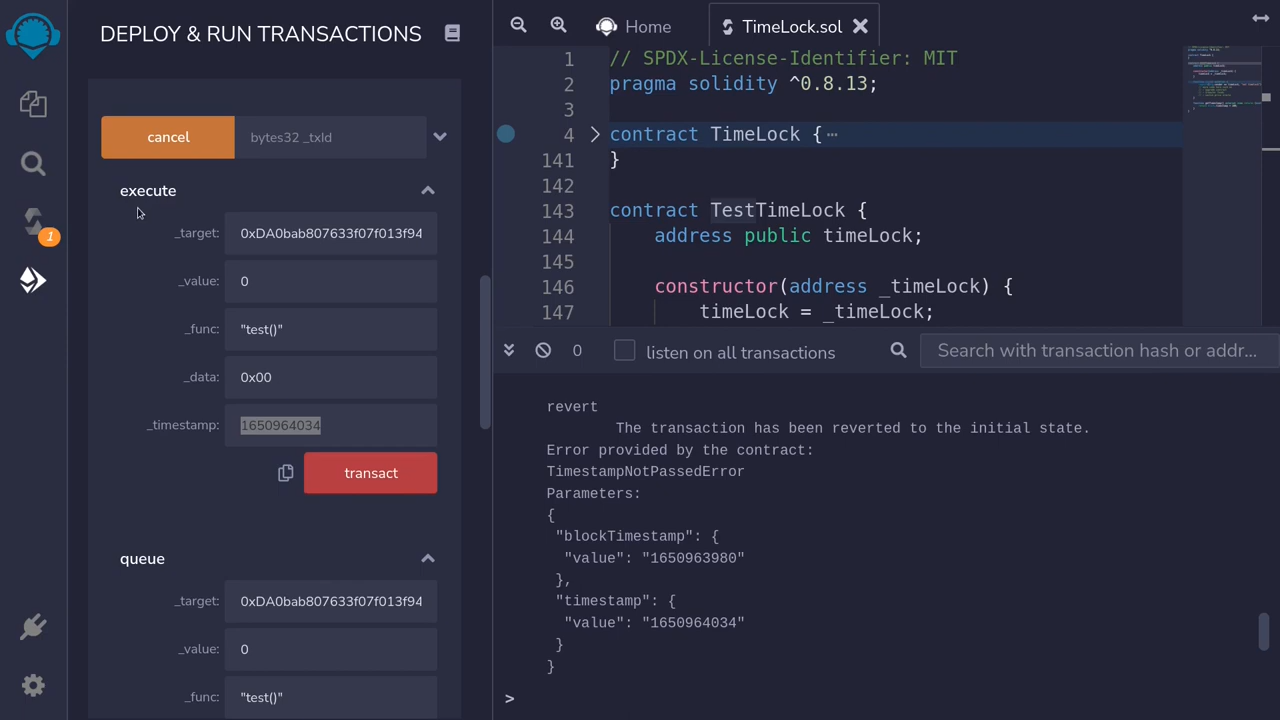 DEPLOY & RUN TRANSACTIONS
cancel
bytes32 _txId
execute
_target:
0xDA0bab807633f07f013f94
_value:
0
_func:
"test()"
_data:
0x00
_timestamp:
1650964034
transact
queue
_target:
0xDA0bab807633f07f013f94
_value:
0
_func:
"test()"
1
Home
TimeLock.sol
1 // SPDX-License-Identifier: MIT
2 pragma solidity ^0.8.13;
3
4 contract TimeLock {
141 }
142
143 contract TestTimeLock {
144 address public timeLock;
145
146 constructor(address _timeLock) {
147 timeLock = _timeLock;
0
listen on all transactions
Search with transaction hash or addr...
revert
The transaction has been reverted to the initial state.
Error provided by the contract:
TimestampNotPassedError
Parameters:
{
"blockTimestamp": {
"value": "1650963980"
},
"timestamp": {
"value": "1650964034"
}
}
>